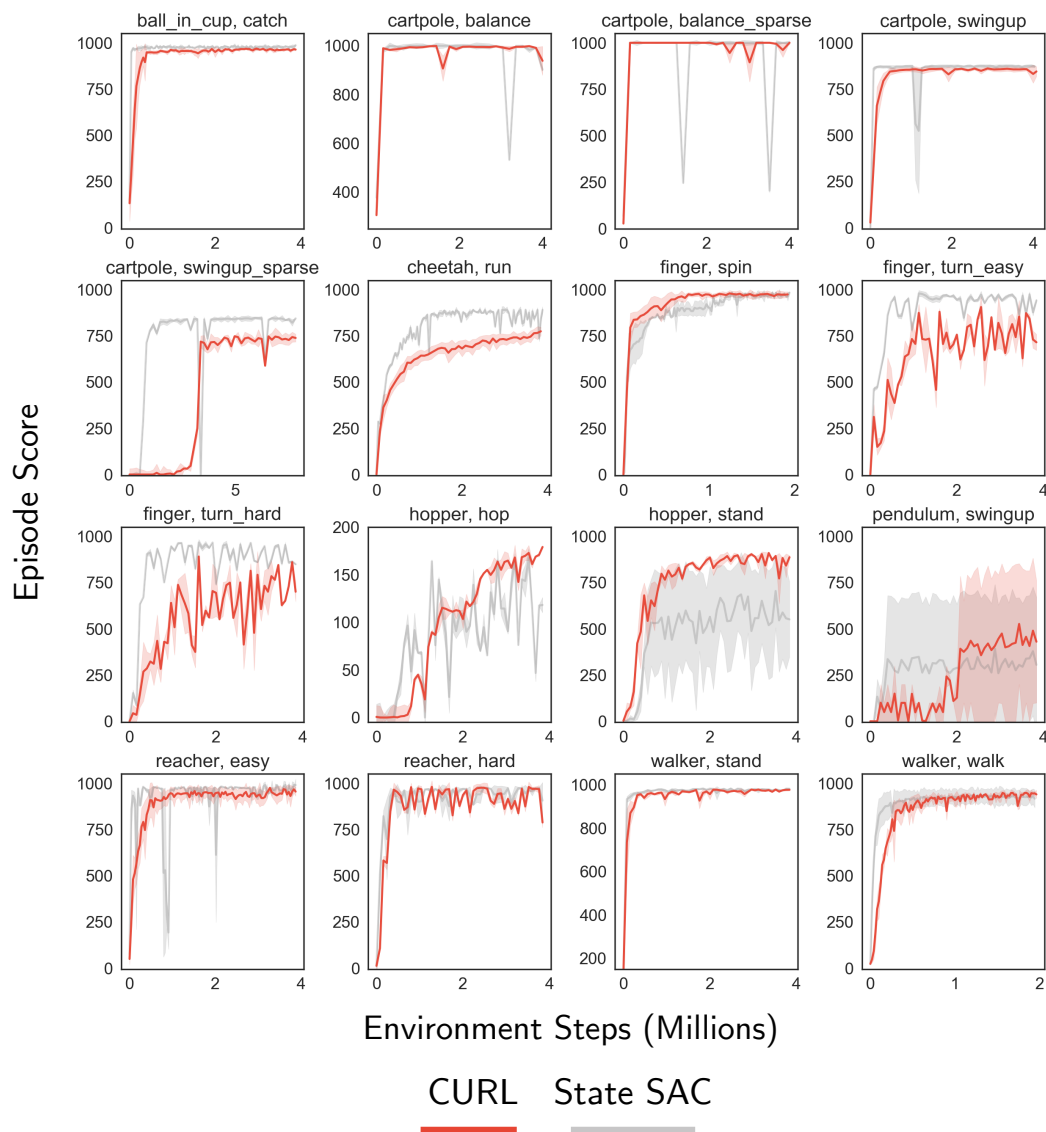 ball_in_cup, catch
cartpole, balance
cartpole, balance_sparse
cartpole, swingup
1000
750
500
250
0
0 2 4
1000
800
600
400
0 2 4
1000
750
500
250
0
0 2 4
1000
750
500
250
0
0 2 4
cartpole, swingup_sparse
cheetah, run
finger, spin
finger, turn_easy
1000
750
500
250
0
0 5
1000
750
500
250
0
0 2 4
1000
750
500
250
0
0 1 2
1000
750
500
250
0
0 2 4
Episode Score
finger, turn_hard
hopper, hop
hopper, stand
pendulum, swingup
1000
750
500
250
0
0 2 4
200
150
100
50
0
0 2 4
1000
750
500
250
0
0 2 4
1000
750
500
250
0
0 2 4
reacher, easy
reacher, hard
walker, stand
walker, walk
1000
750
500
250
0
0 2 4
1000
750
500
250
0
0 2 4
1000
800
600
400
200
0 2 4
1000
750
500
250
0
0 1 2
Environment Steps (Millions)
CURL State SAC